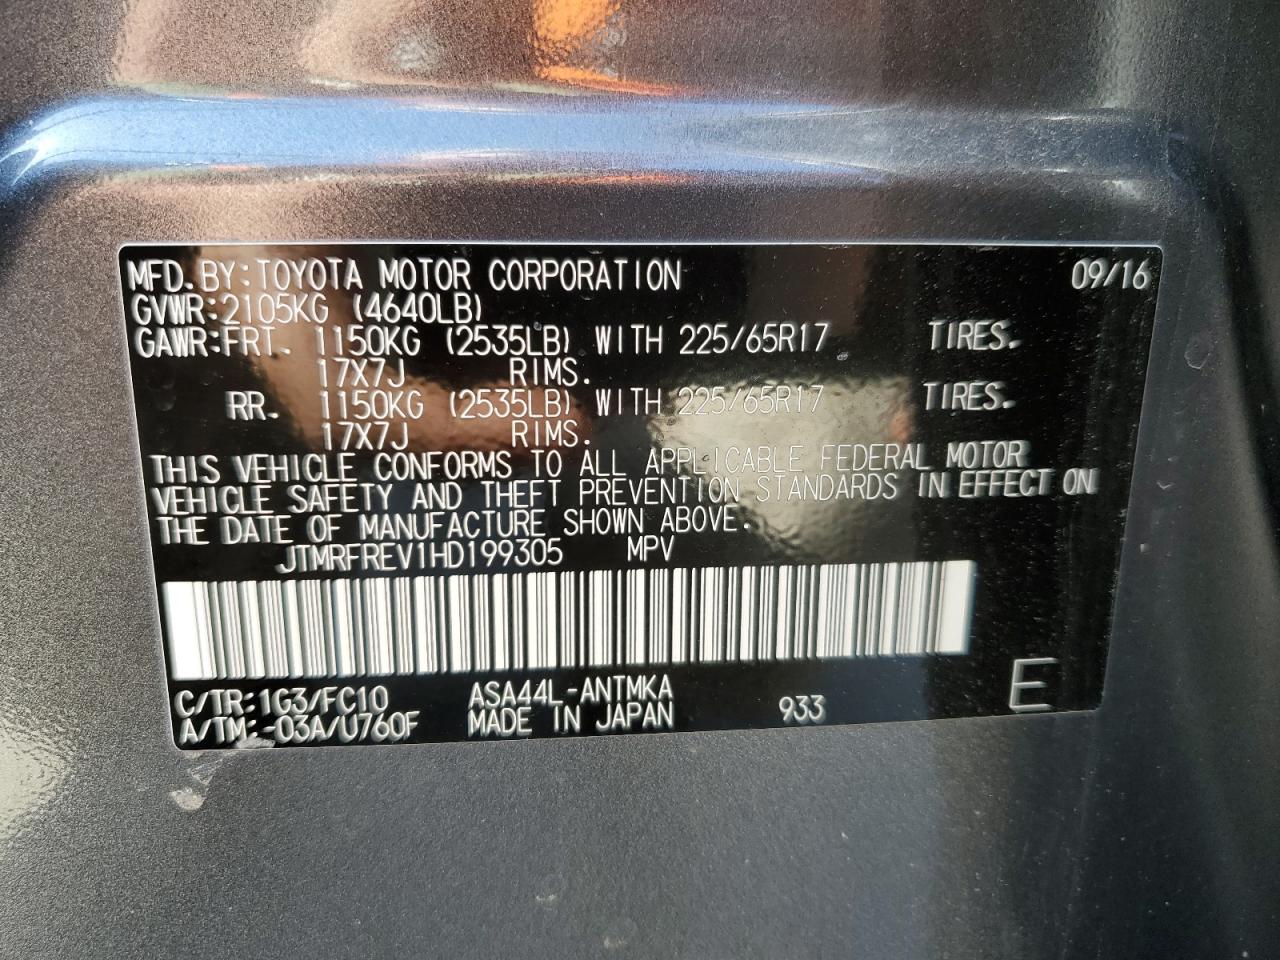 MFD. BY: TOYOTA MOTOR CORPORATION 09/16
GVWR: 2105KG (4640LB)
GAWR: FRT. 1150KG (2535LB) WITH 225/65R17 TIRES.
17X7J RIMS.
RR. 1150KG (2535LB) WITH 225/65R17 TIRES.
17X7J RIMS.
THIS VEHICLE CONFORMS TO ALL APPLICABLE FEDERAL MOTOR
VEHICLE SAFETY AND THEFT PREVENTION STANDARDS IN EFFECT ON
THE DATE OF MANUFACTURE SHOWN ABOVE.
JTMRFREV1HD199305 MPV
C/TR: 1G3/FC10 ASA44L-ANTMKA
A/TM: -03A/U760F MADE IN JAPAN 933 E